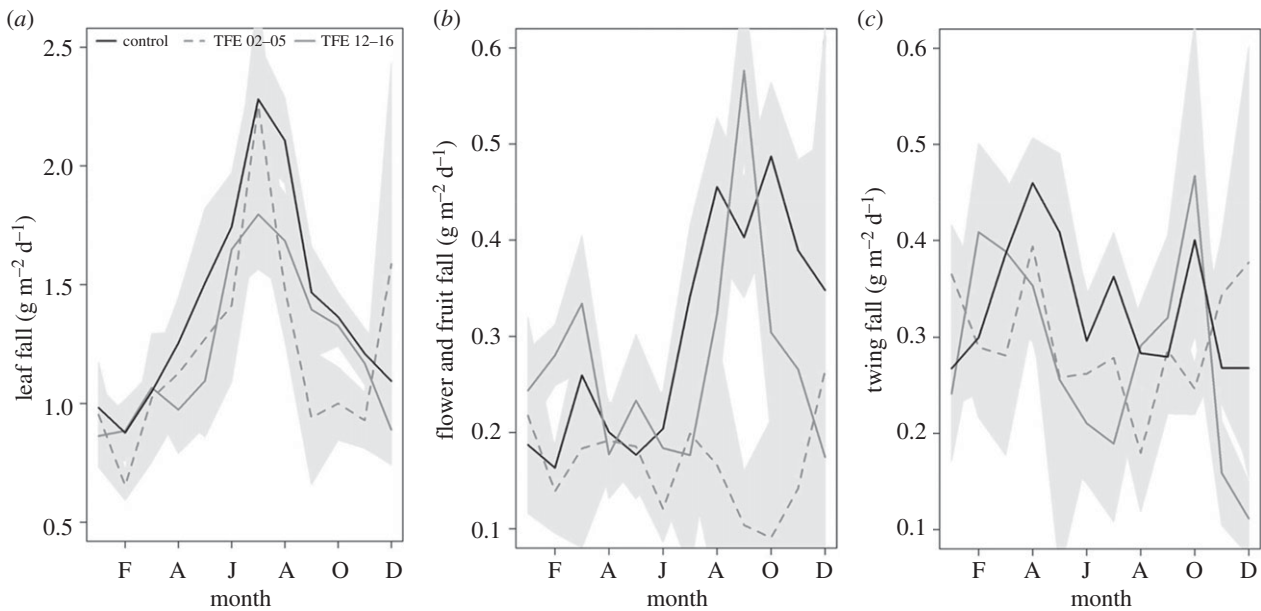 (a)
control TFE 02–05 TFE 12–16
2.5
2.0
1.5
1.0
0.5
leaf fall (g m−2 d−1)
F A J A O D
month
(b)
0.6
0.5
0.4
0.3
0.2
0.1
flower and fruit fall (g m−2 d−1)
F A J A O D
month
(c)
0.6
0.5
0.4
0.3
0.2
0.1
twing fall (g m−2 d−1)
F A J A O D
month